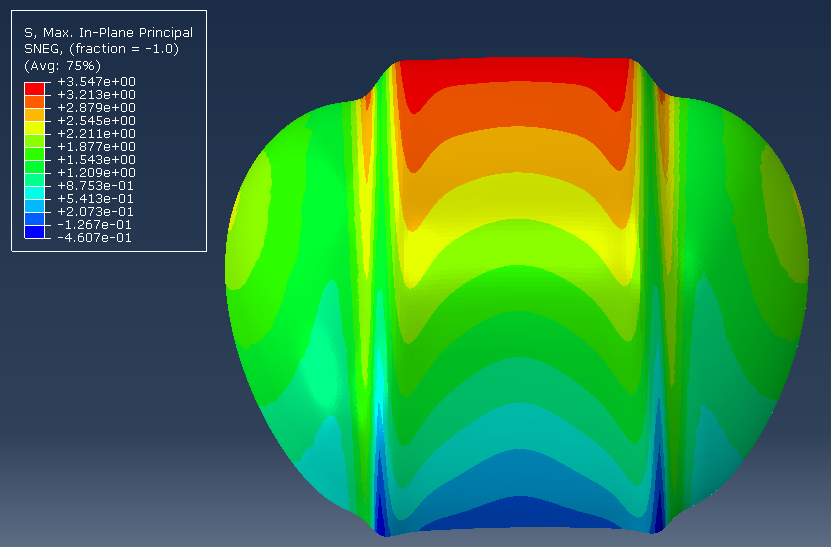 S, Max. In-Plane Principal
SNEG, (fraction = -1.0)
(Avg: 75%)
+3.547e+00
+3.213e+00
+2.879e+00
+2.545e+00
+2.211e+00
+1.877e+00
+1.543e+00
+1.209e+00
+8.753e-01
+5.413e-01
+2.073e-01
-1.267e-01
-4.607e-01